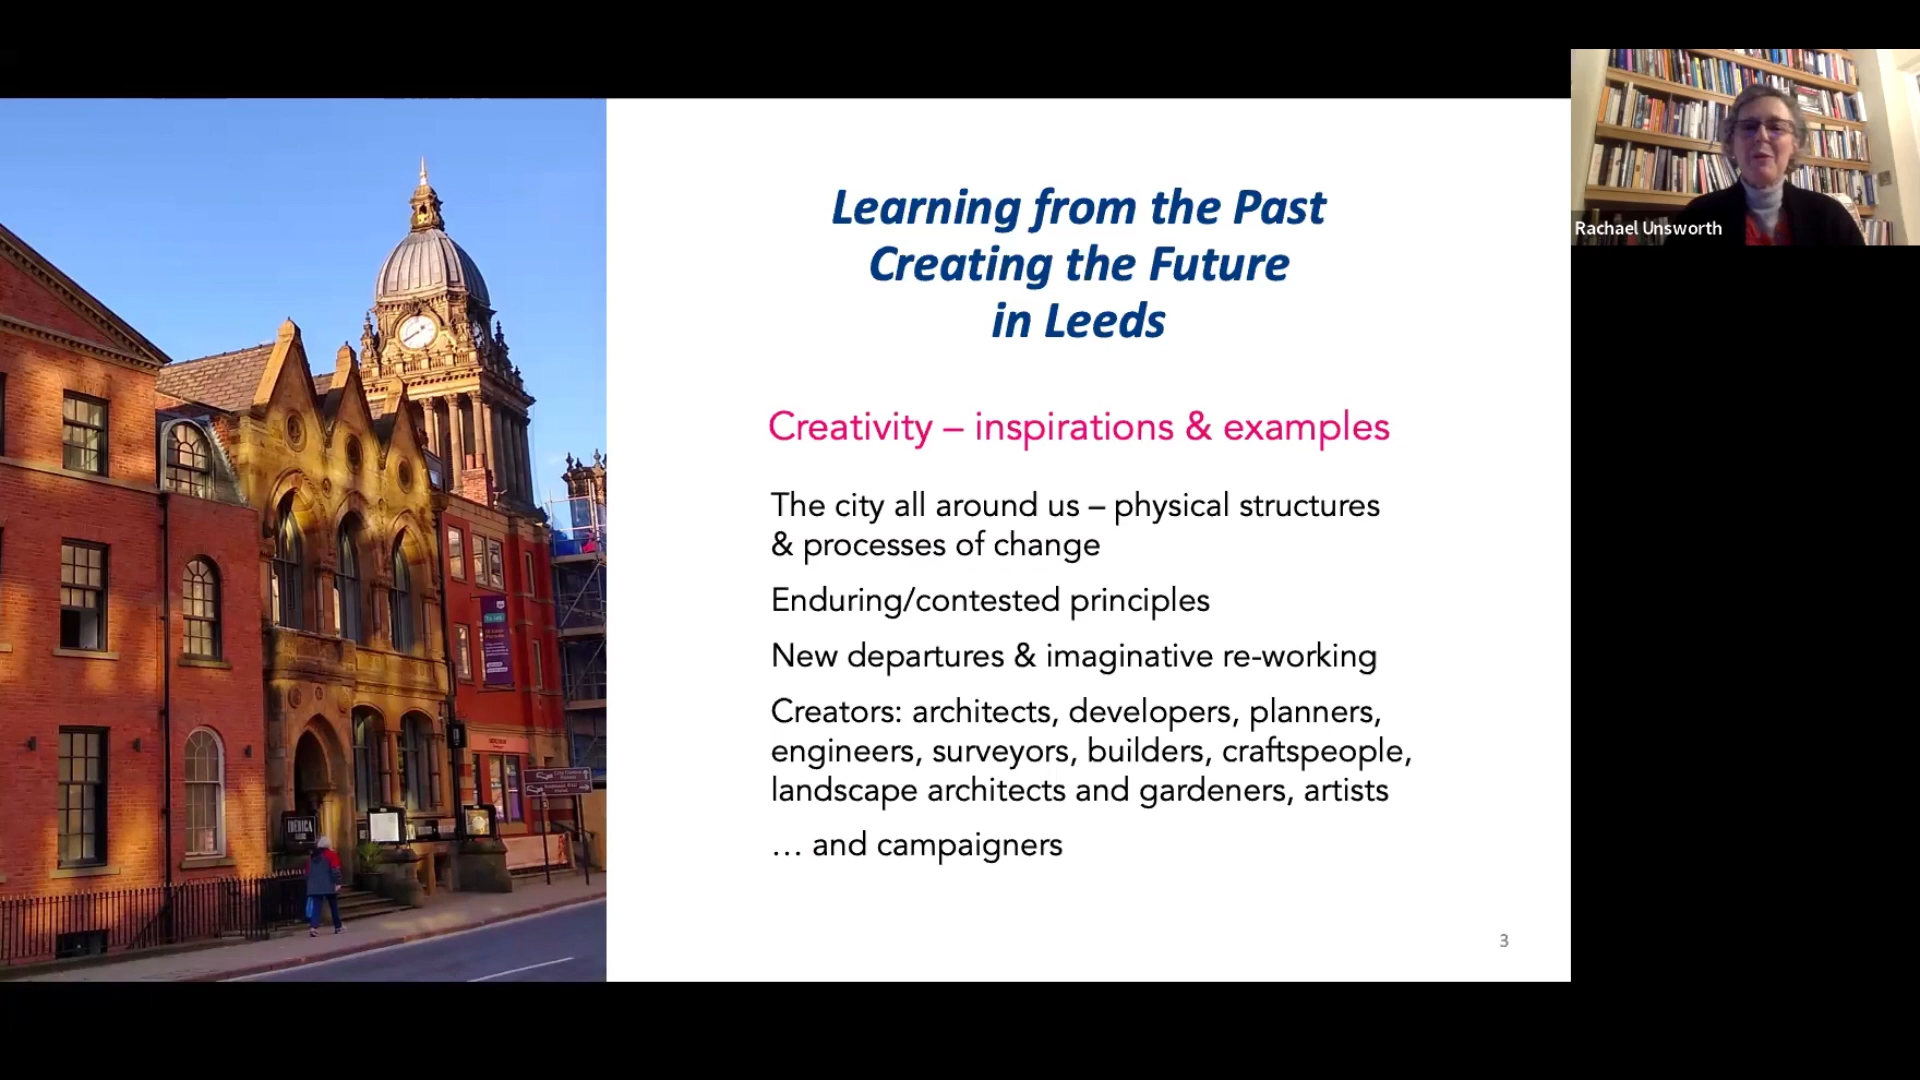 Learning from the Past
Creating the Future
in Leeds
Creativity – inspirations & examples
The city all around us – physical structures
& processes of change
Enduring/contested principles
New departures & imaginative re-working
Creators: architects, developers, planners,
engineers, surveyors, builders, craftspeople,
landscape architects and gardeners, artists
… and campaigners
3
Rachael Unsworth